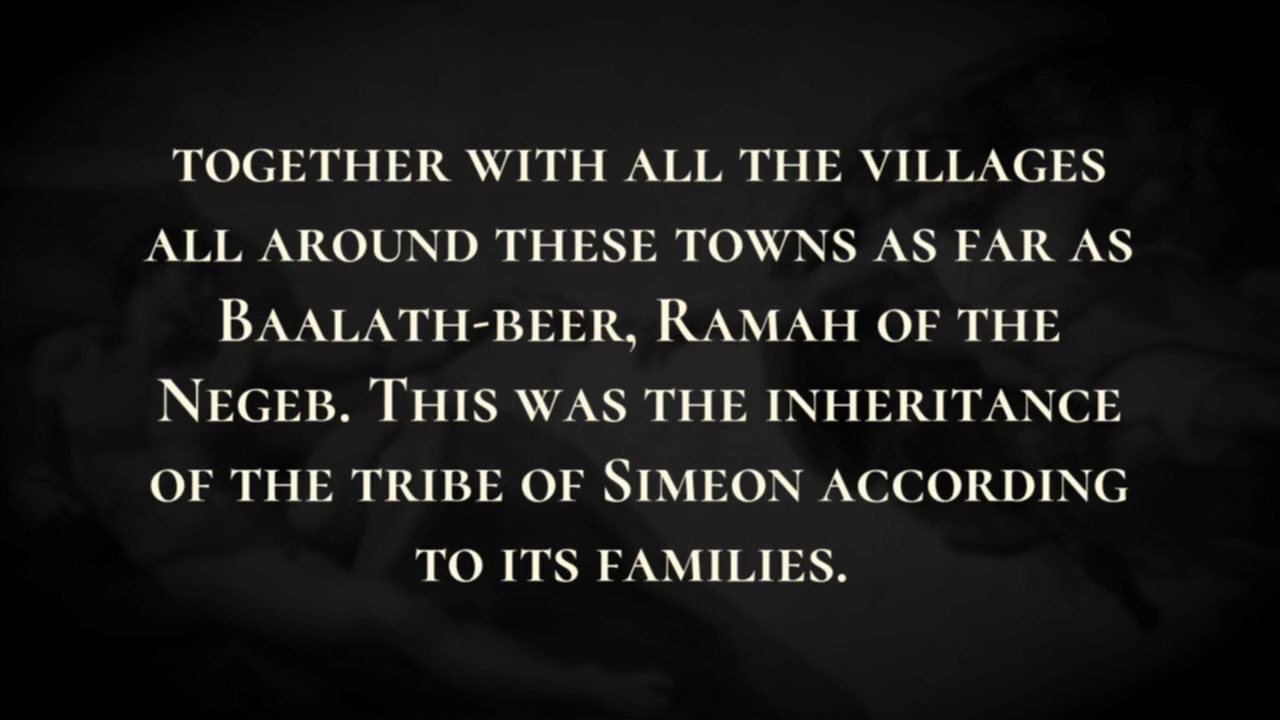 together with all the villages
all around these towns as far as
Baalath-beer, Ramah of the
Negeb. This was the inheritance
of the tribe of Simeon according
to its families.